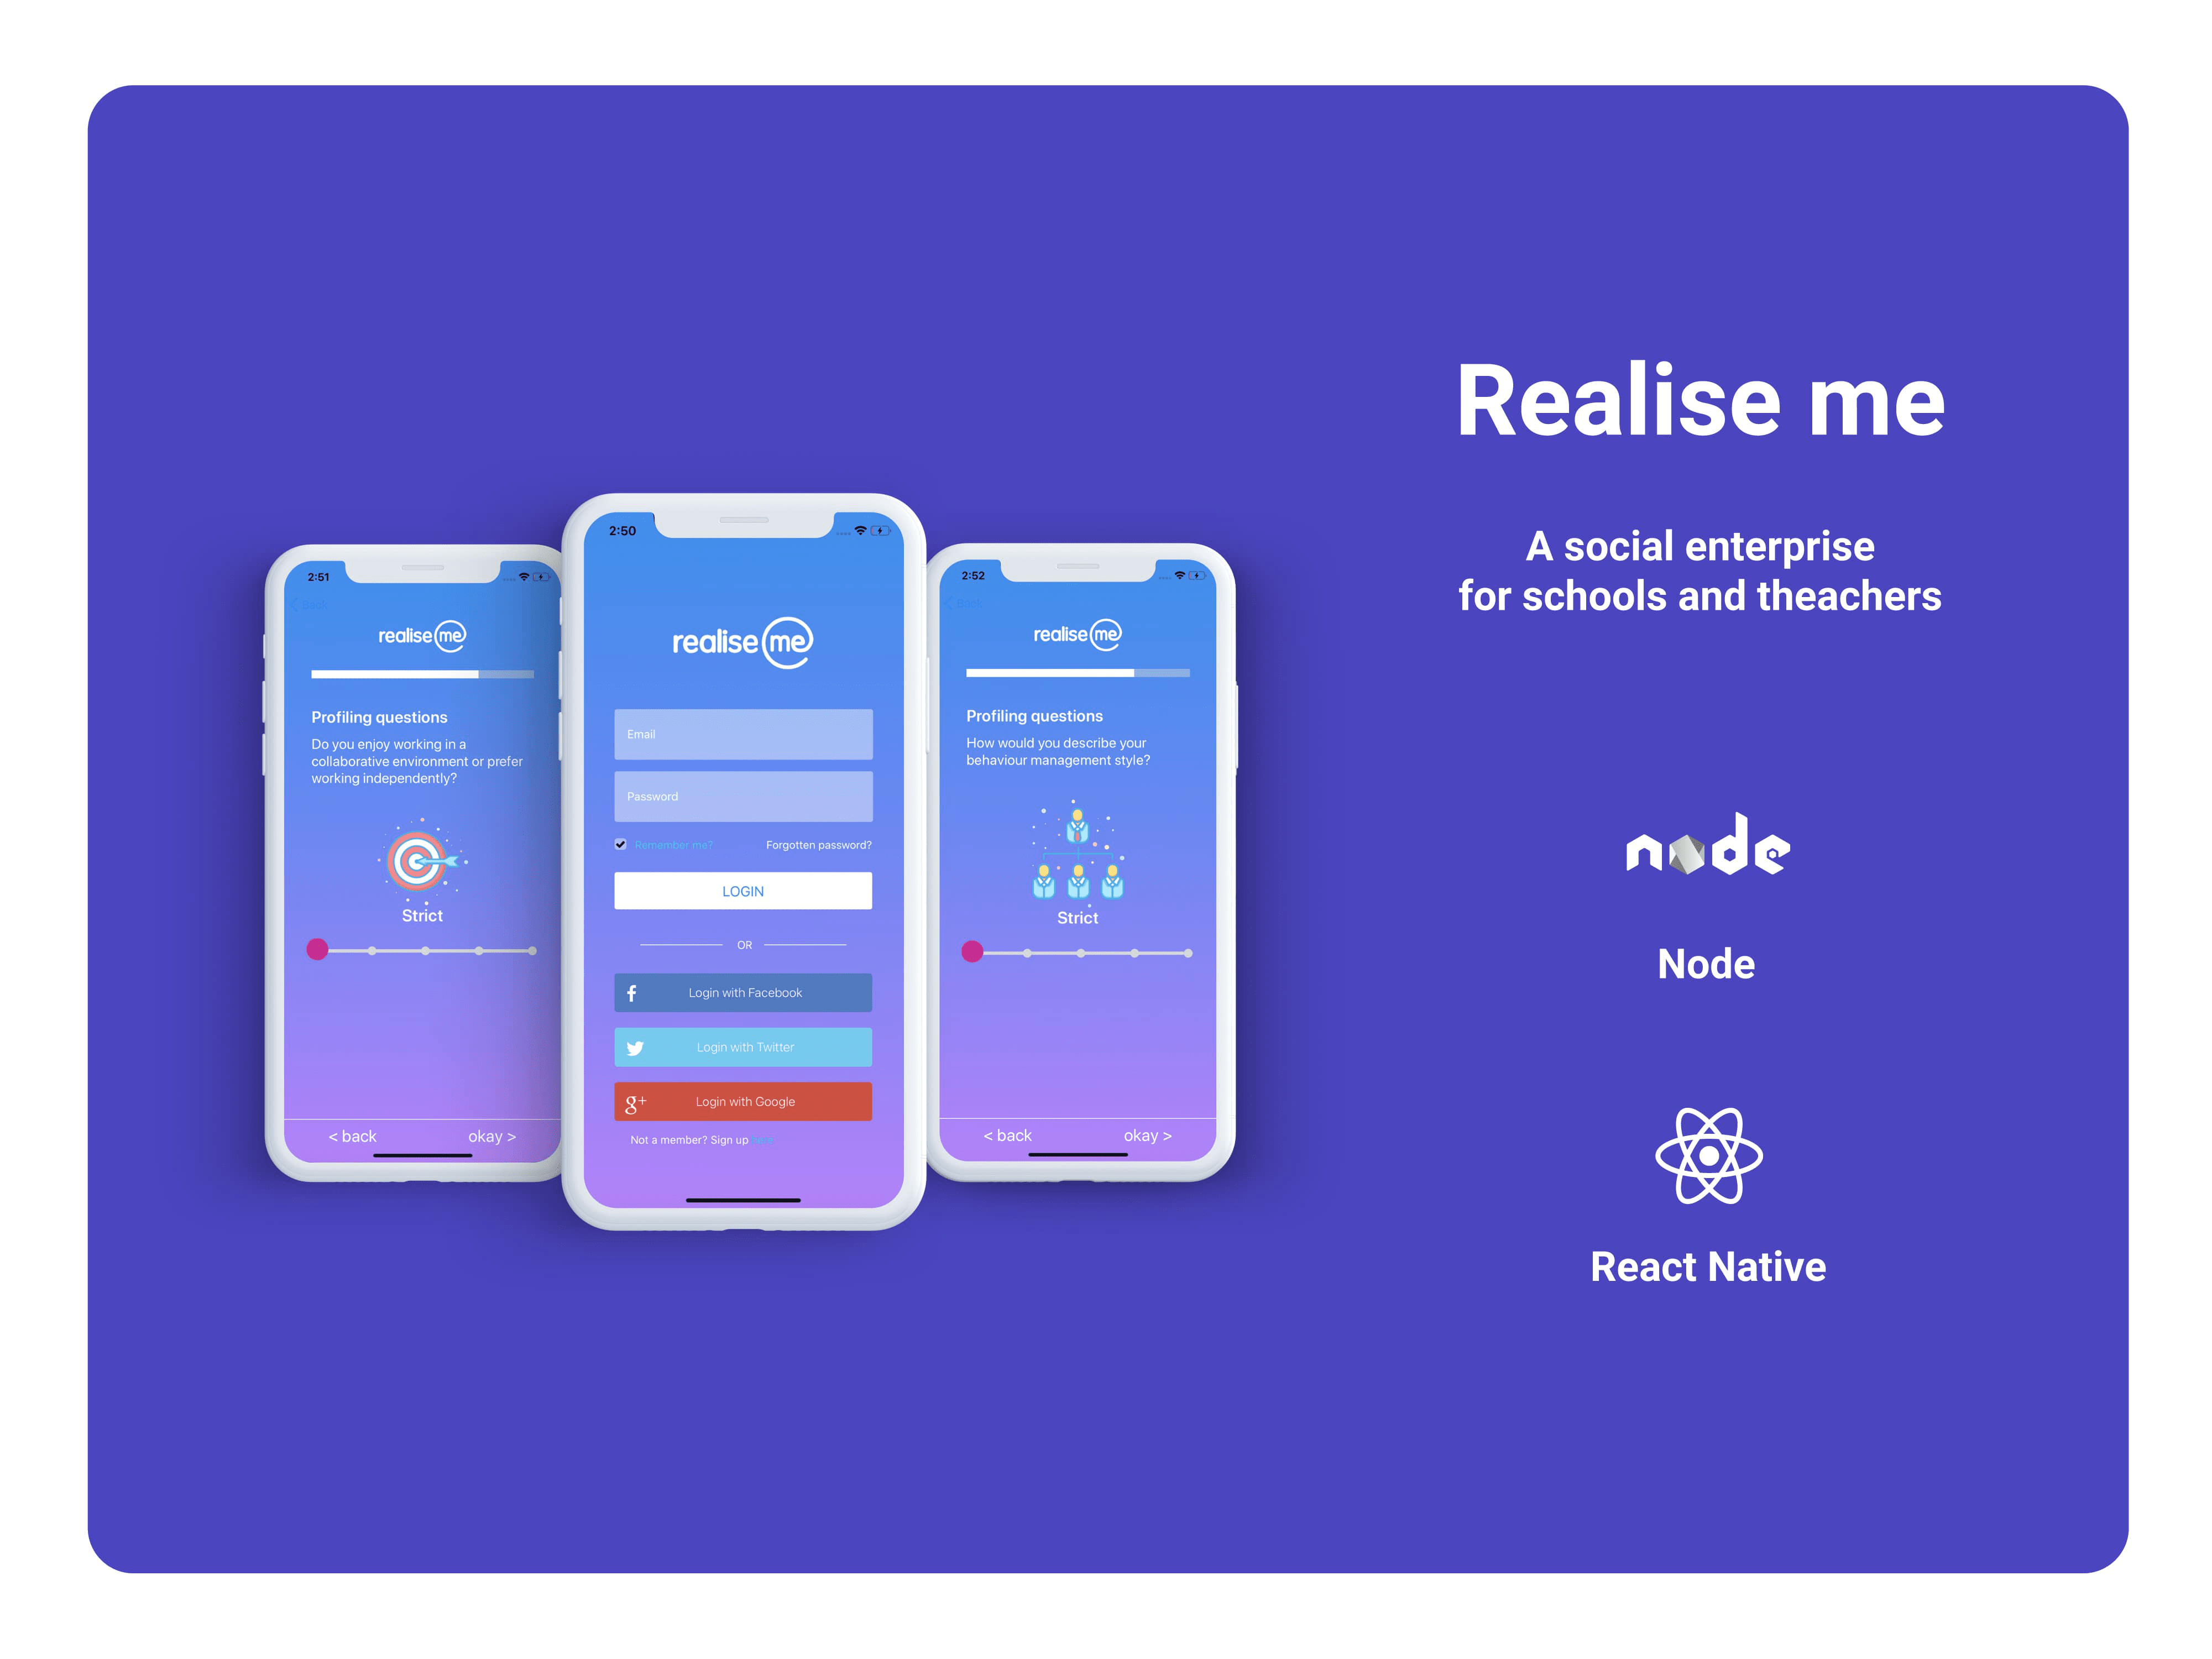 Realise me
A social enterprise
for schools and theachers
node
Node
React Native
2:51
Back
realise me
Profiling questions
Do you enjoy working in a
collaborative environment or prefer
working independently?
Strict
< back okay >
2:50
realise me
Email
Password
Remember me? Forgotten password?
LOGIN
OR
f Login with Facebook
Login with Twitter
g+ Login with Google
Not a member? Sign up here
2:52
Back
realise me
Profiling questions
How would you describe your
behaviour management style?
Strict
< back okay >